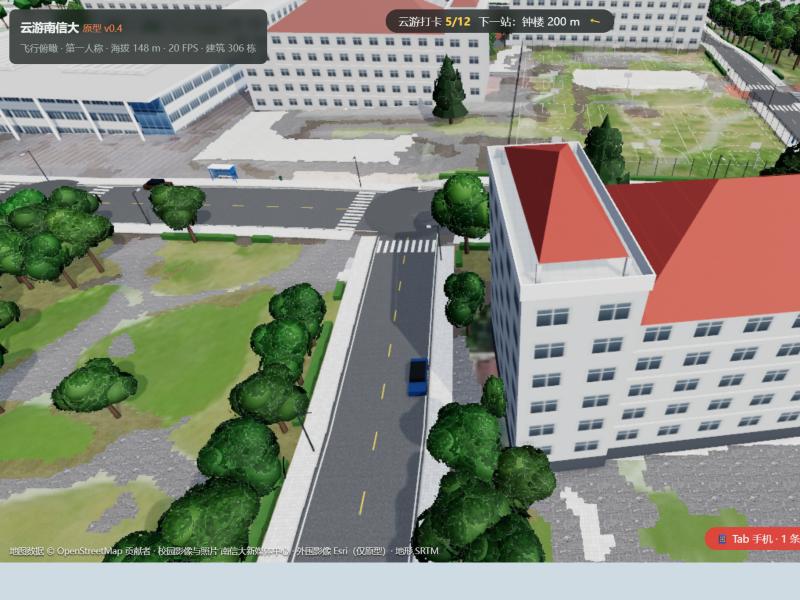 云游南信大 原型 v0.4
飞行俯瞰 · 第一人称 · 海拔 148 m · 20 FPS · 建筑 306 栋
云游打卡 5/12 下一站：钟楼 200 m
Tab 手机 · 1 条
地图数据 © OpenStreetMap 贡献者 · 校园影像与照片 南信大新媒体中心 · 外围影像 Esri（仅原型）· 地形 SRTM